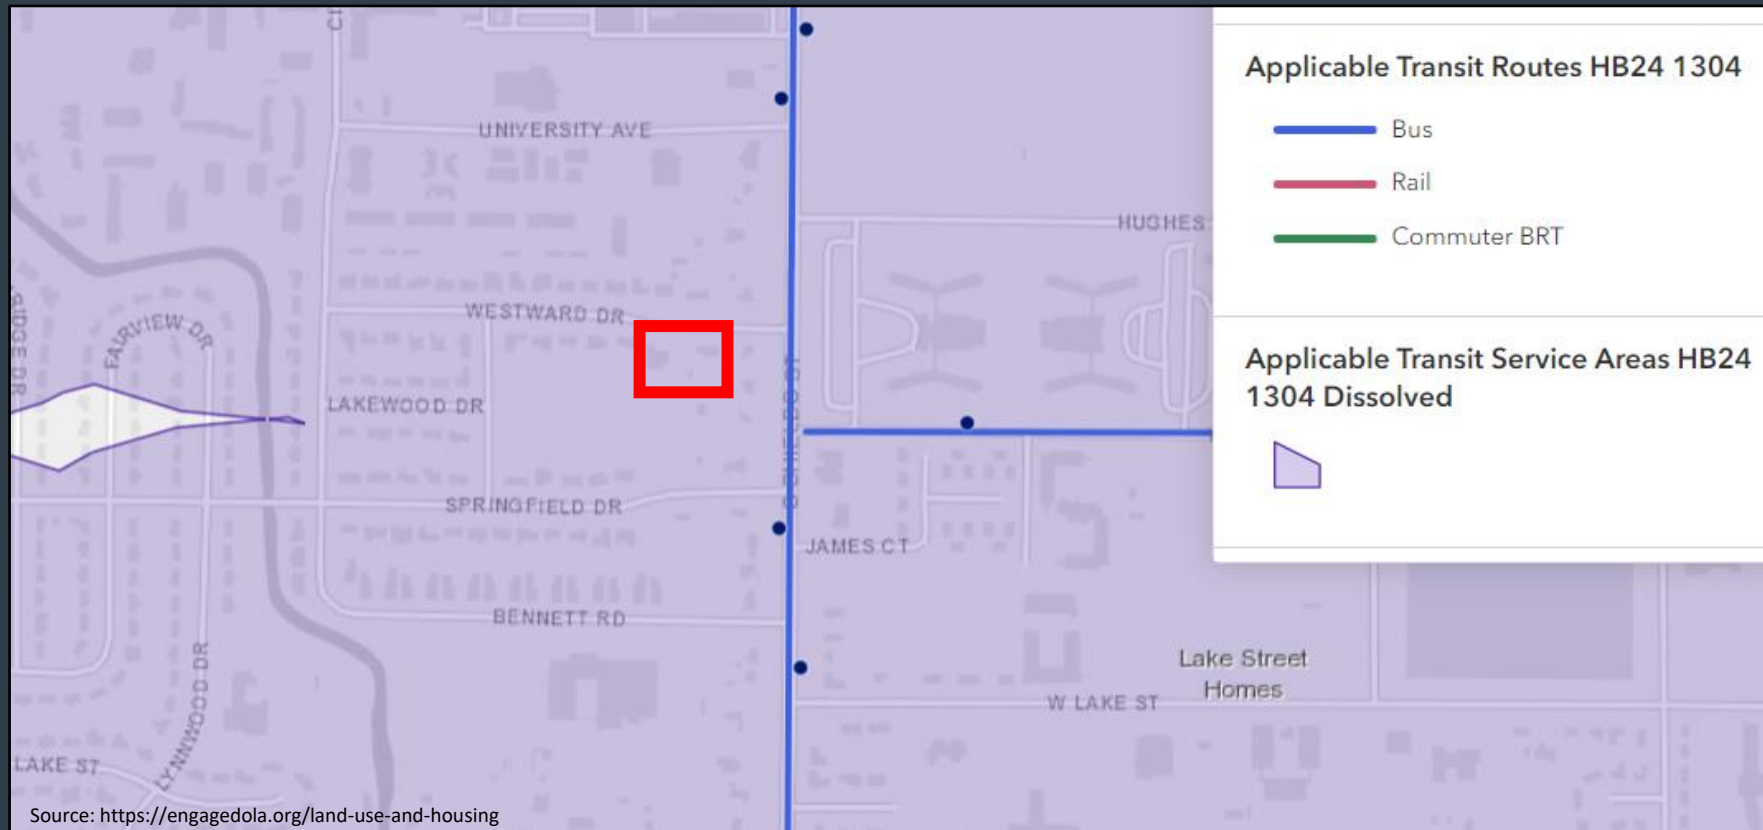 UNIVERSITY AVE
HUGHES
WESTWARD DR
FAIRVIEW DR
LAKEWOOD DR
SPRINGFIELD DR
JAMES CT
BENNETT RD
LYNNWOOD DR
LAKE ST
W LAKE ST
Lake Street
Homes
Applicable Transit Routes HB24 1304
Bus
Rail
Commuter BRT
Applicable Transit Service Areas HB24
1304 Dissolved
Source: https://engagedola.org/land-use-and-housing